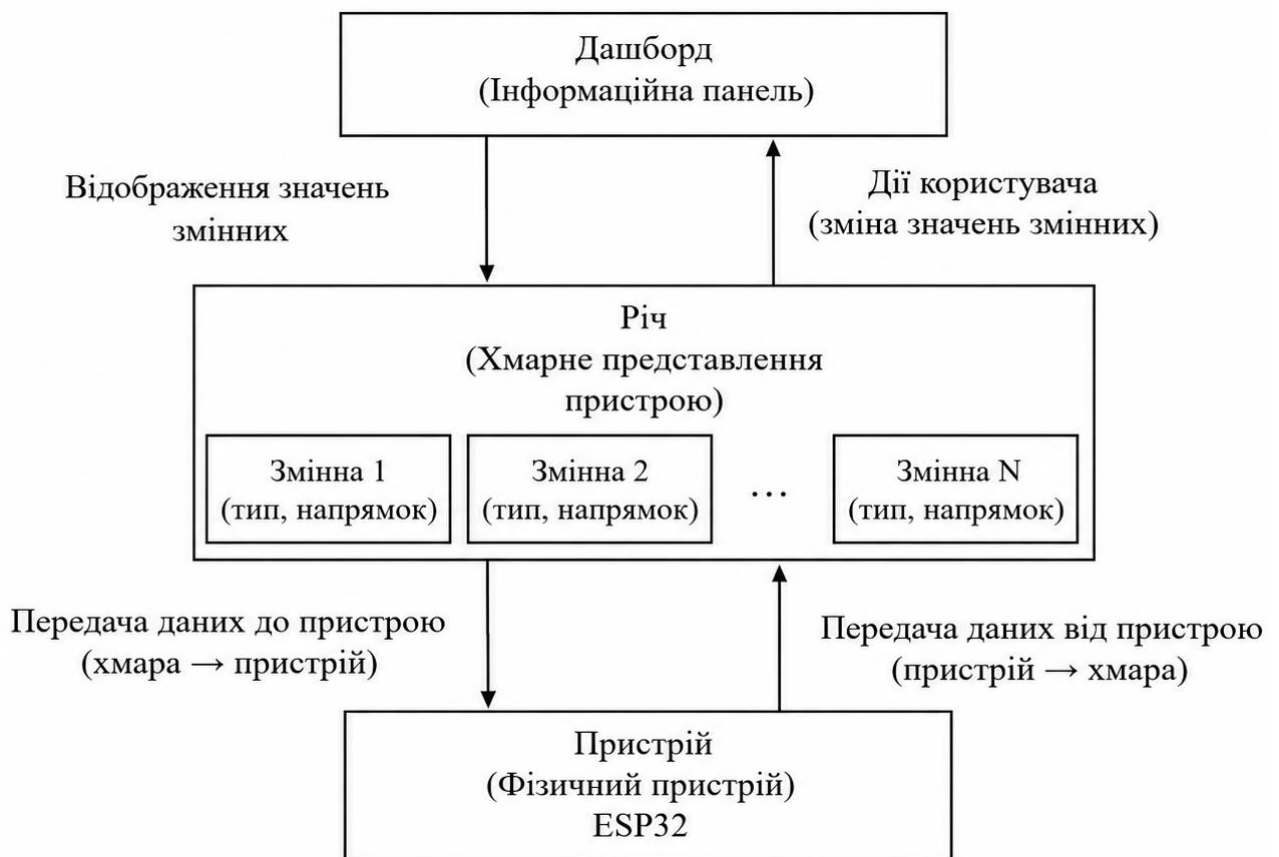 Дашборд
(Інформаційна панель)
Відображення значень
змінних
Дії користувача
(зміна значень змінних)
Річ
(Хмарне представлення
пристрою)
Змінна 1
(тип, напрямок)
Змінна 2
(тип, напрямок)
...
Змінна N
(тип, напрямок)
Передача даних до пристрою
(хмара → пристрій)
Передача даних від пристрою
(пристрій → хмара)
Пристрій
(Фізичний пристрій)
ESP32